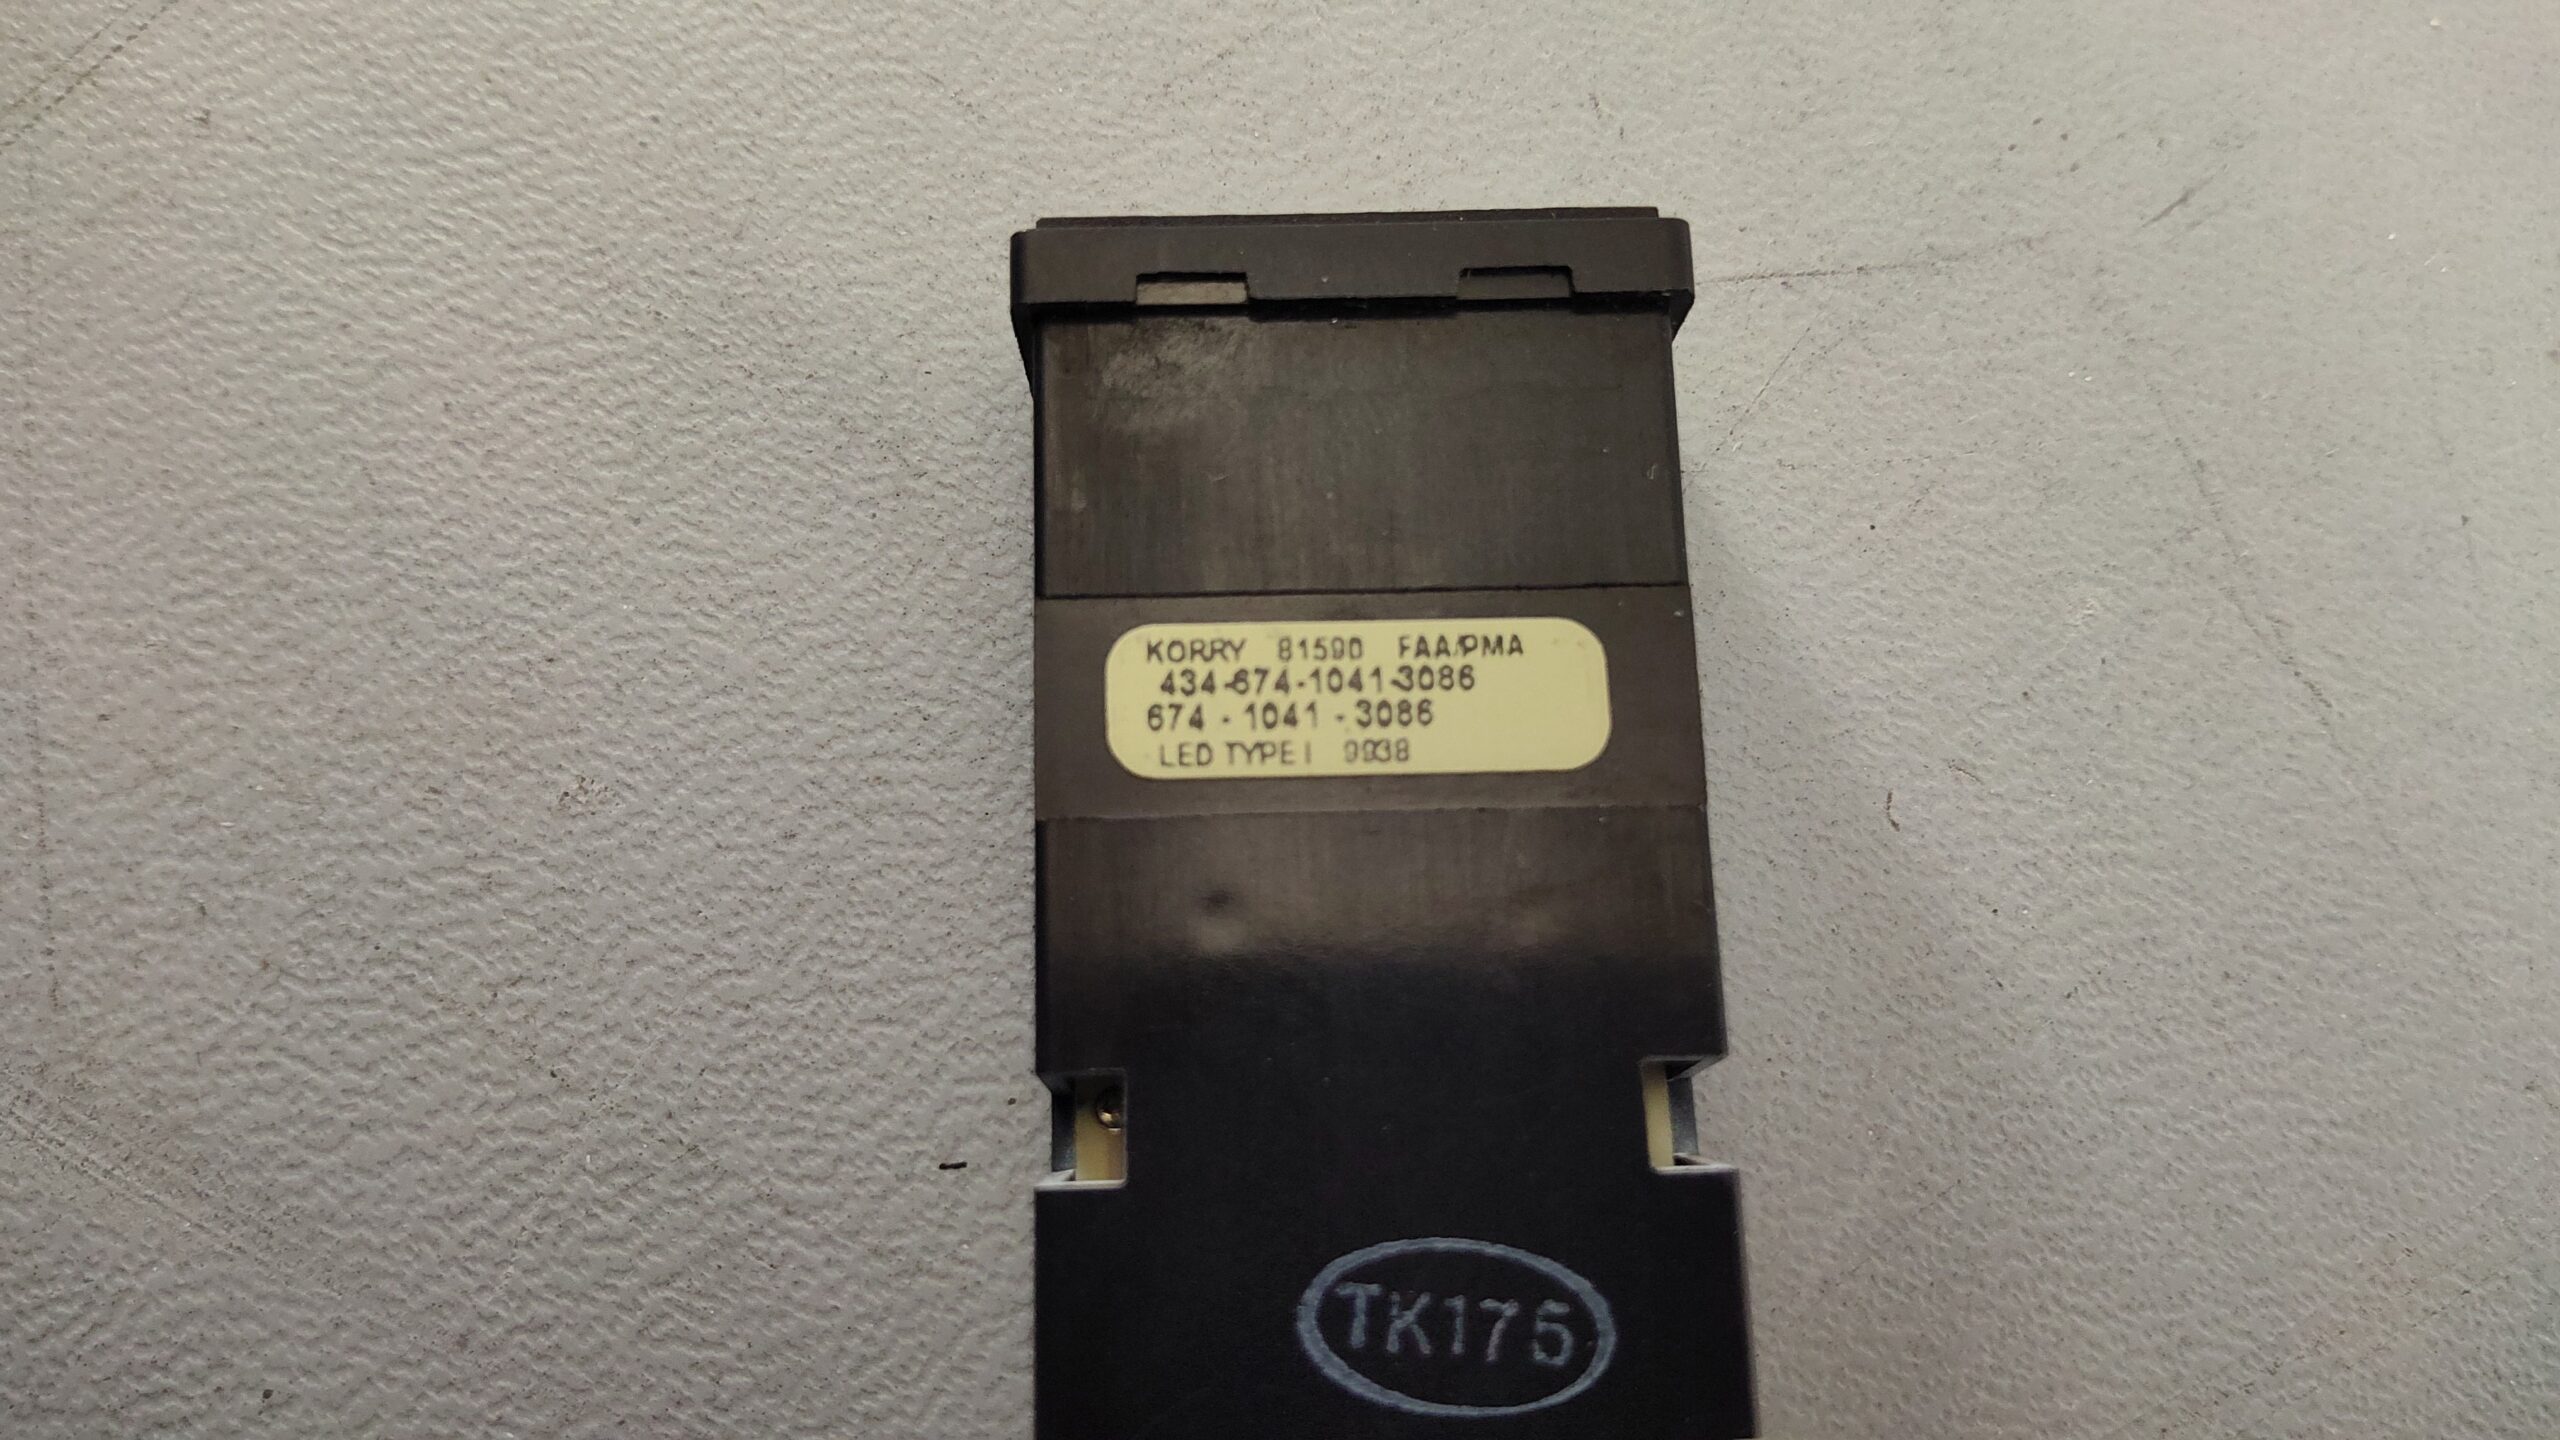 KORRY 81590 FAA/PMA
434-674-1041-3086
674 - 1041 - 3086
LED TYPE I 9938
TK175